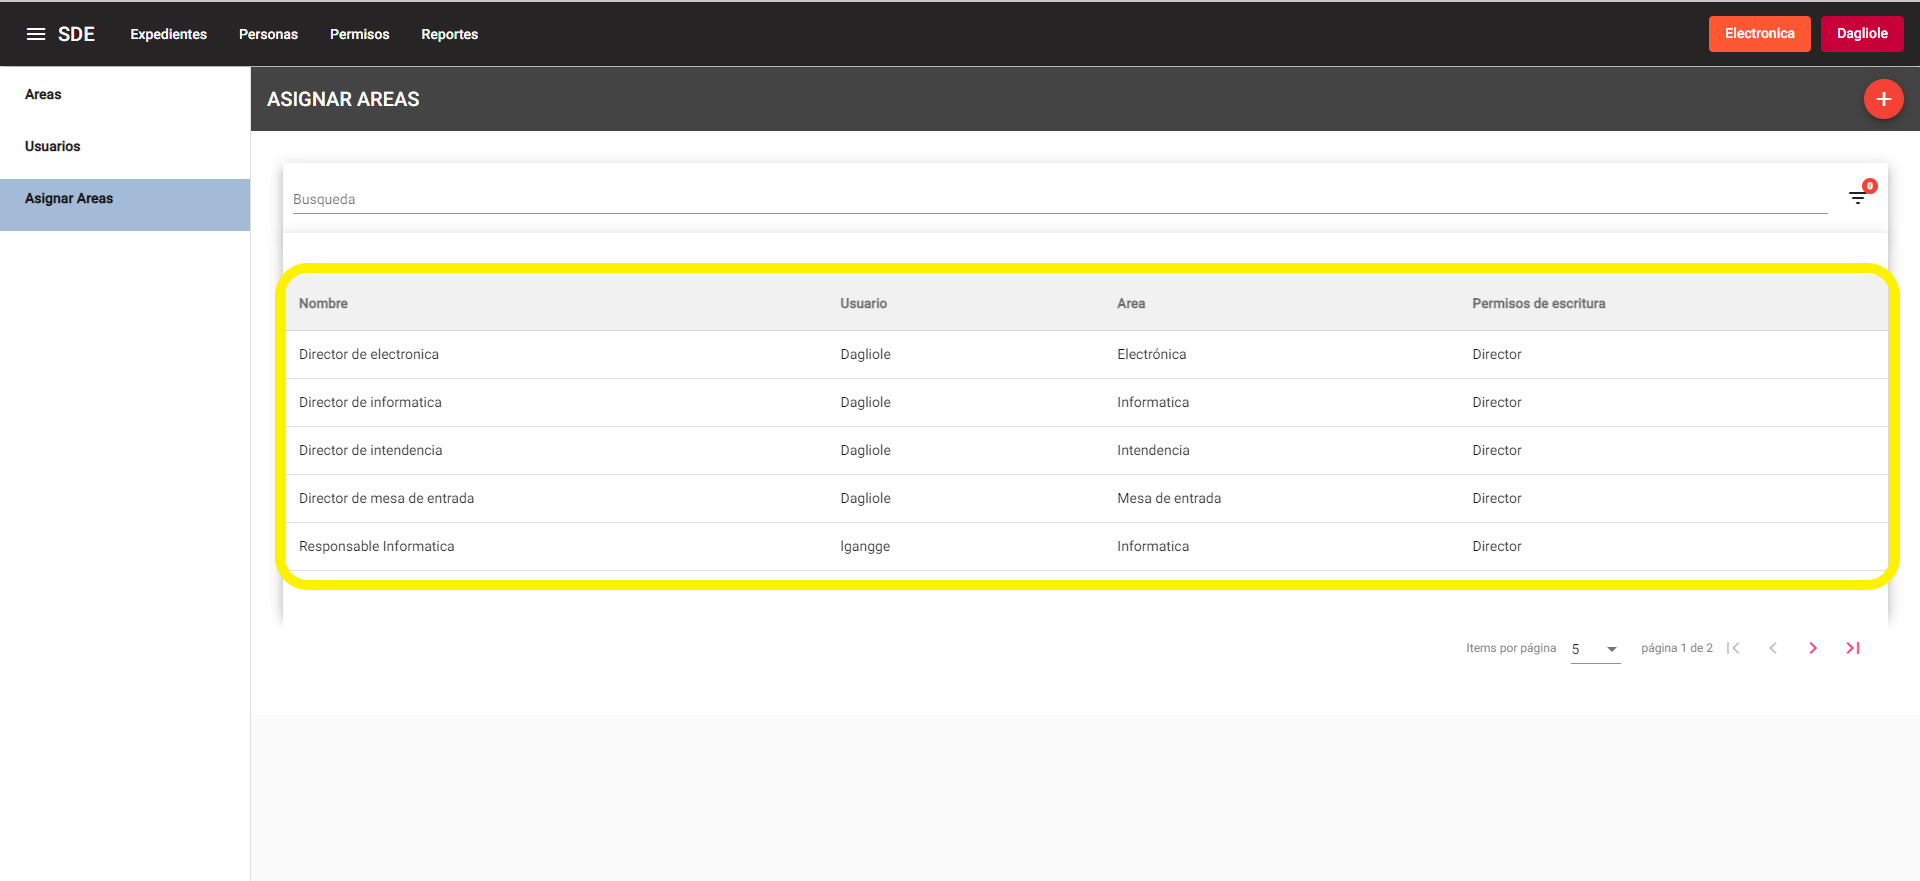 SDE Expedientes Personas Permisos Reportes Electronica Dagliole
Areas
Usuarios
Asignar Areas
ASIGNAR AREAS
+
Busqueda
0
Nombre Usuario Area Permisos de escritura
Director de electronica Dagliole Electrónica Director
Director de informatica Dagliole Informatica Director
Director de intendencia Dagliole Intendencia Director
Director de mesa de entrada Dagliole Mesa de entrada Director
Responsable Informatica lgangge Informatica Director
Items por página 5 página 1 de 2